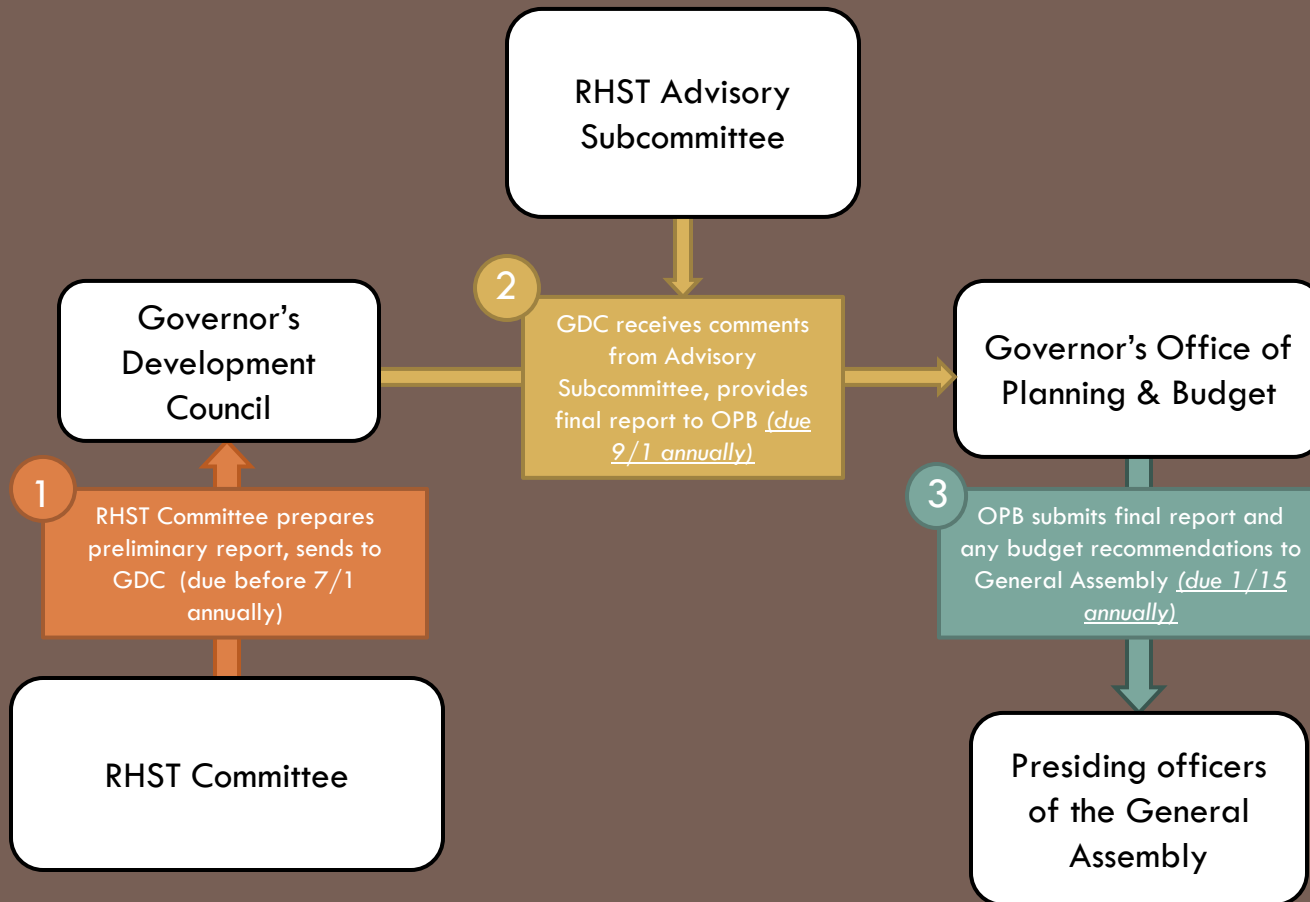 RHST Advisory
Subcommittee
Governor’s
Development
Council
2
GDC receives comments
from Advisory
Subcommittee, provides
final report to OPB (due
9/1 annually)
Governor’s Office of
Planning & Budget
1
RHST Committee prepares
preliminary report, sends to
GDC (due before 7/1
annually)
3
OPB submits final report and
any budget recommendations to
General Assembly (due 1/15
annually)
RHST Committee
Presiding officers
of the General
Assembly